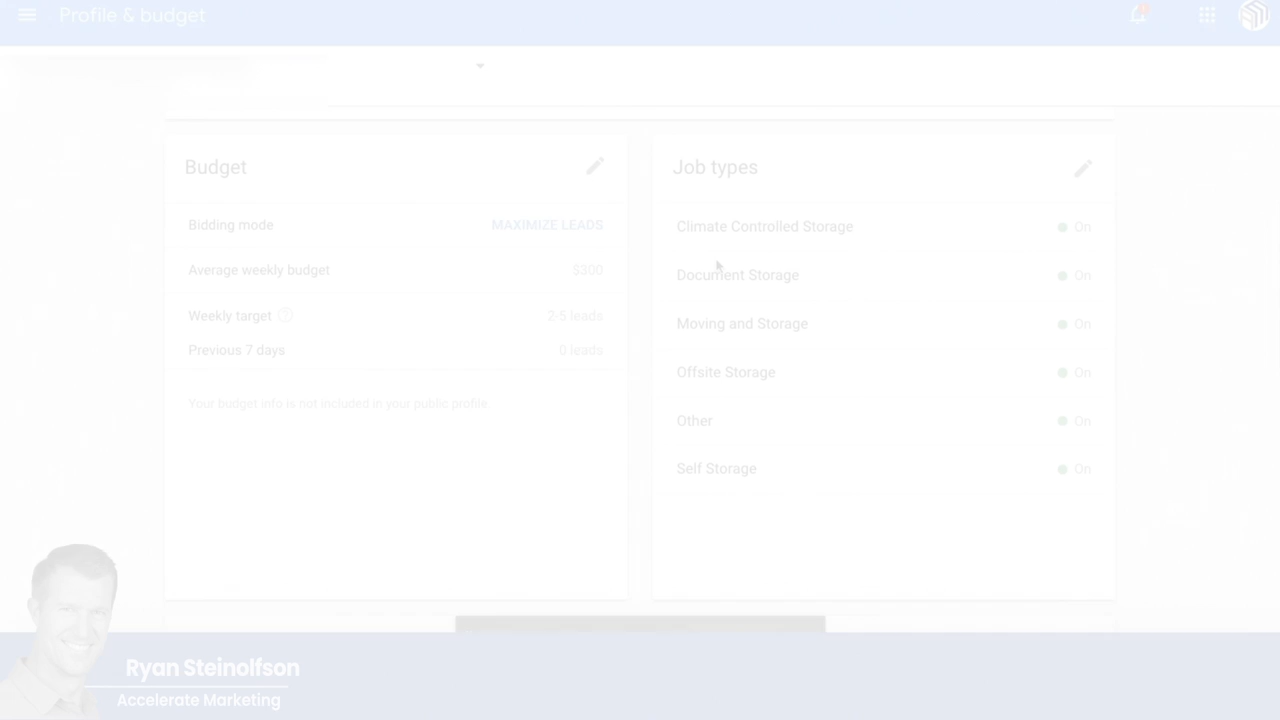 Profile & budget
Budget
Bidding mode MAXIMIZE LEADS
Average weekly budget $300
Weekly target ? 2-5 leads
Previous 7 days 0 leads
Your budget info is not included in your public profile
Job types
Climate Controlled Storage On
Document Storage On
Moving and Storage On
Offsite Storage On
Other On
Self Storage On
Ryan Steinolfson
Accelerate Marketing